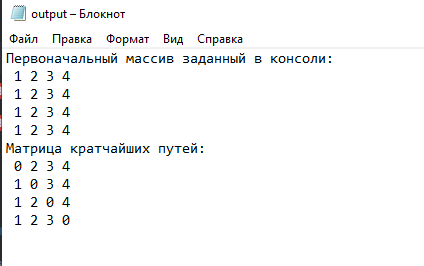 output – Блокнот
Файл Правка Формат Вид Справка
Первоначальный массив заданный в консоли:
1 2 3 4
1 2 3 4
1 2 3 4
1 2 3 4
Матрица кратчайших путей:
0 2 3 4
1 0 3 4
1 2 0 4
1 2 3 0